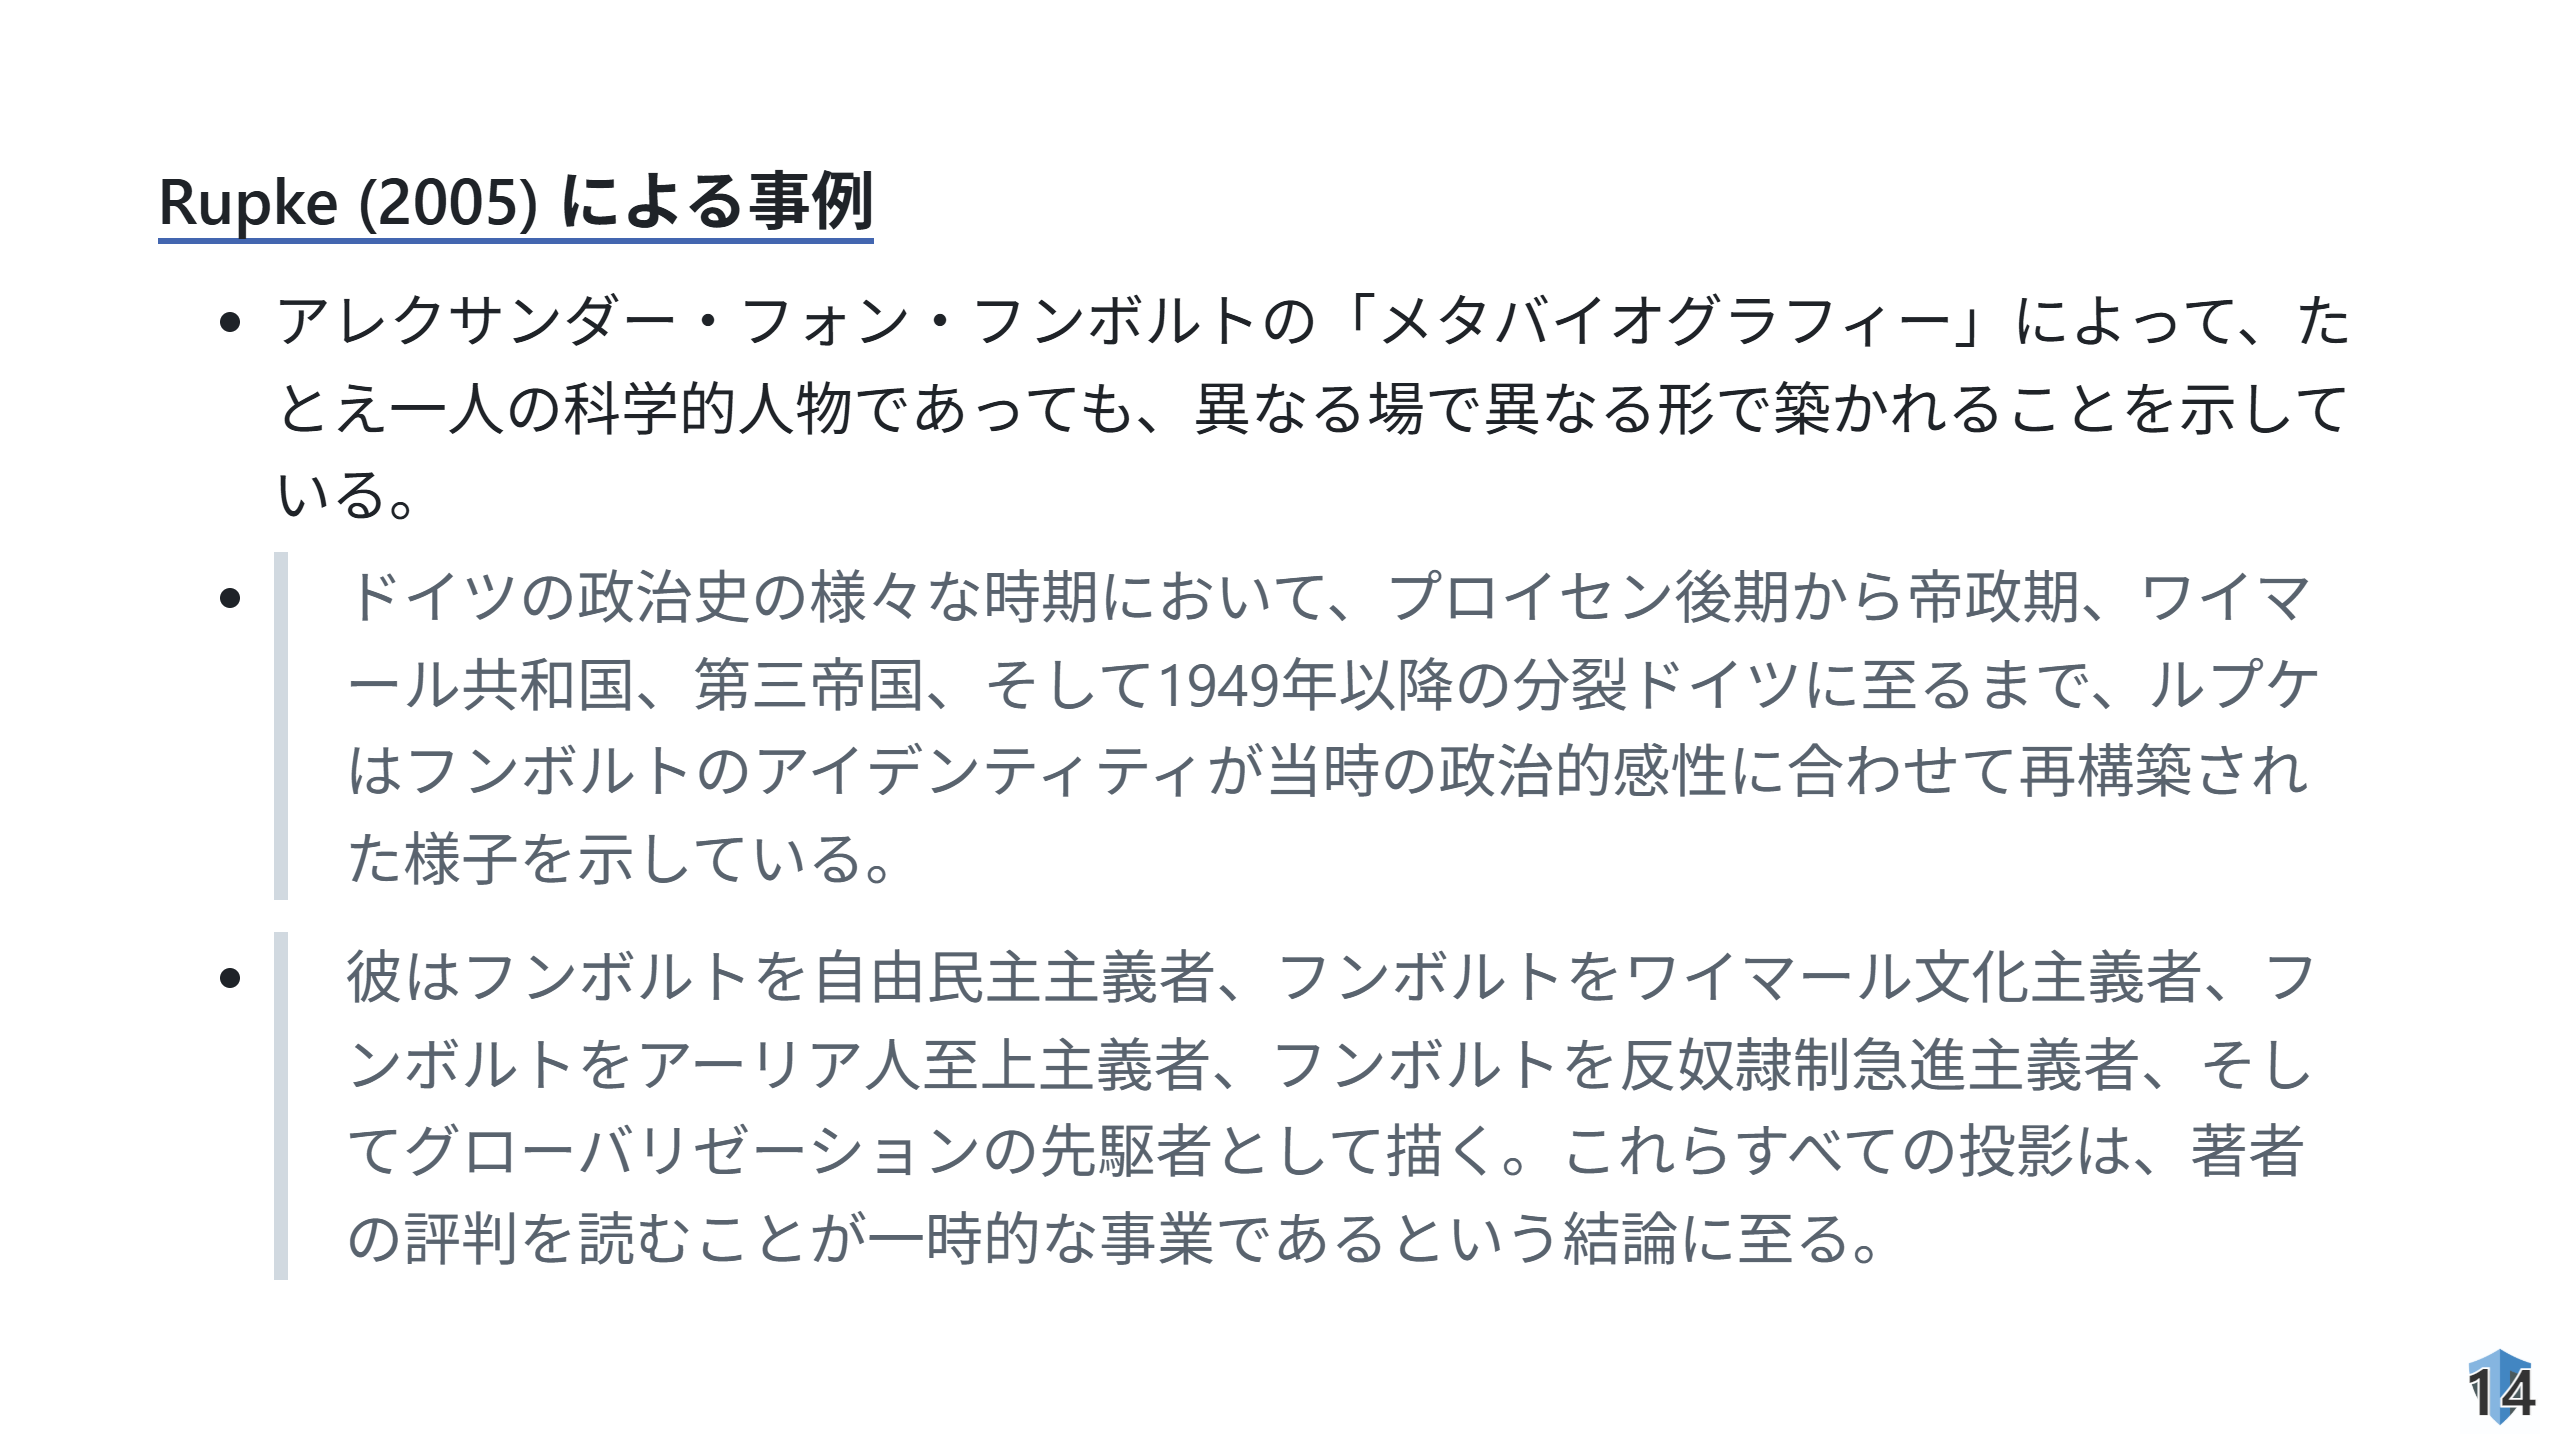 Rupke (2005) による事例
アレクサンダー・フォン・フンボルトの「メタバイオグラフィー」によって、た
とえ一人の科学的人物であっても、異なる場で異なる形で築かれることを示して
いる。
ドイツの政治史の様々な時期において、プロイセン後期から帝政期、ワイマ
ール共和国、第三帝国、そして1949年以降の分裂ドイツに至るまで、ルプケ
はフンボルトのアイデンティティが当時の政治的感性に合わせて再構築され
た様子を示している。
彼はフンボルトを自由民主主義者、フンボルトをワイマール文化主義者、フ
ンボルトをアーリア人至上主義者、フンボルトを反奴隷制急進主義者、そし
てグローバリゼーションの先駆者として描く。これらすべての投影は、著者
の評判を読むことが一時的な事業であるという結論に至る。
14